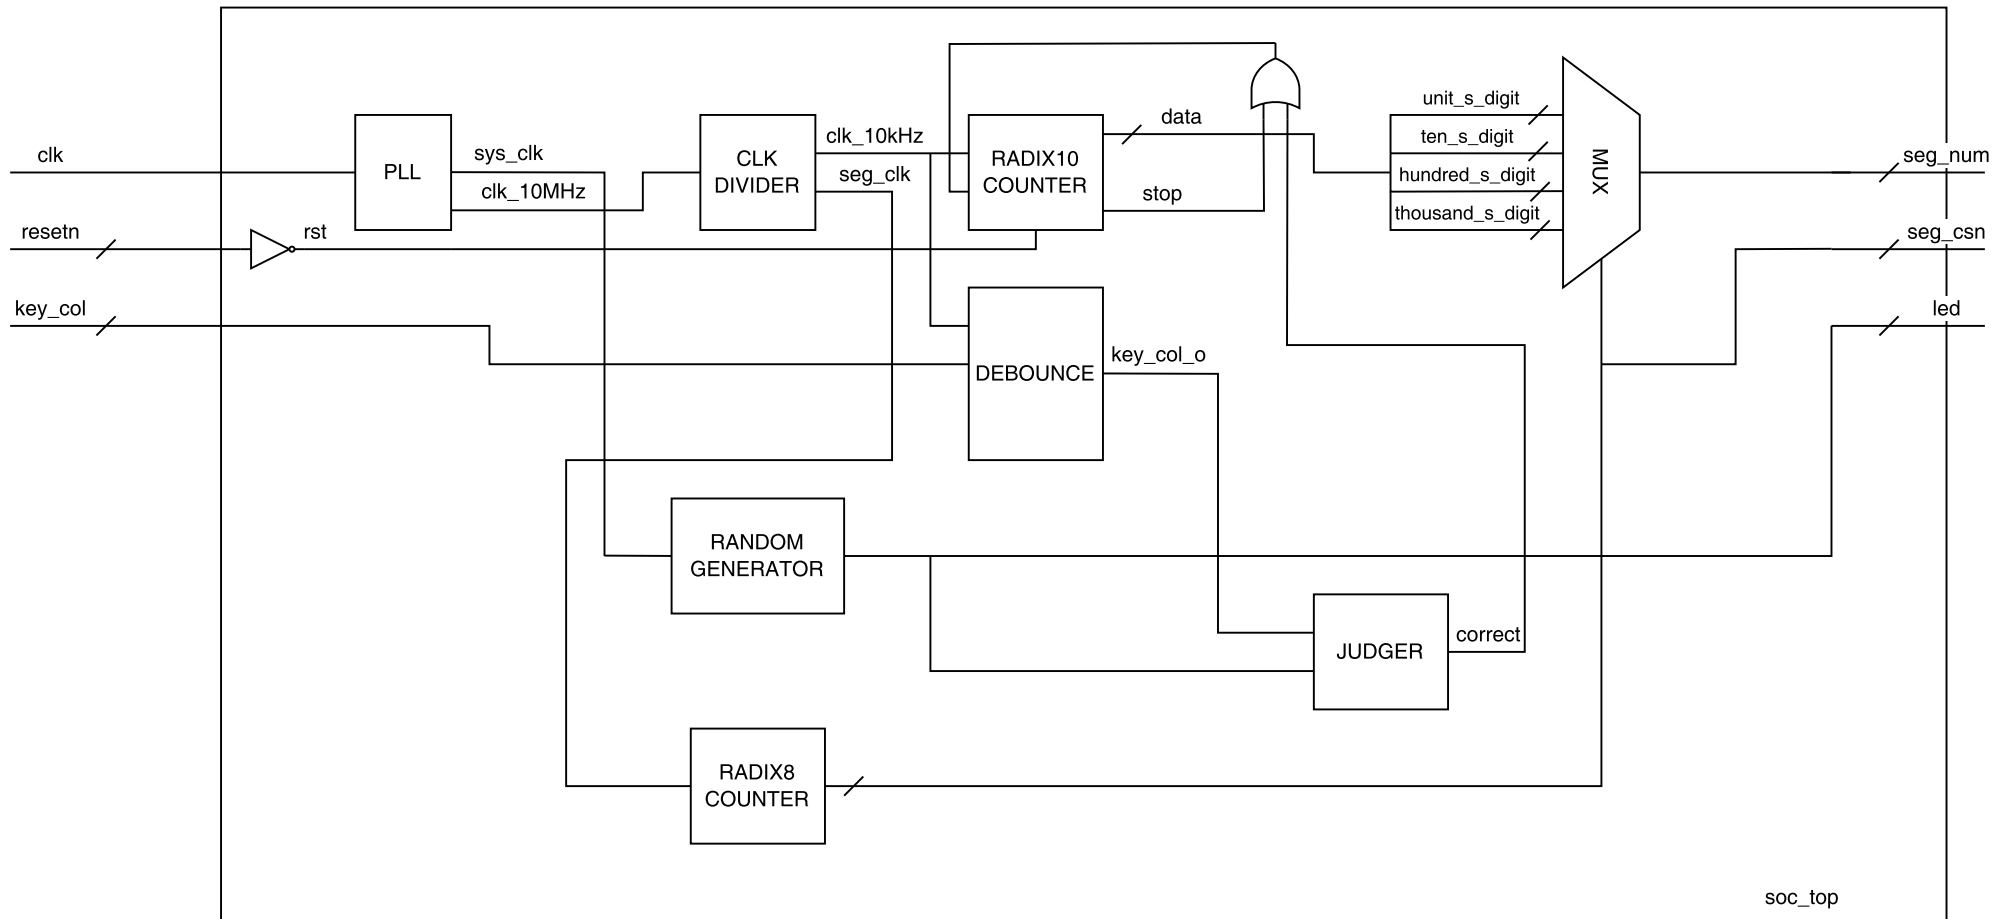 clk
resetn
key_col
rst
PLL
sys_clk
clk_10MHz
CLK
DIVIDER
clk_10kHz
seg_clk
RADIX10
COUNTER
data
stop
unit_s_digit
ten_s_digit
hundred_s_digit
thousand_s_digit
MUX
seg_num
seg_csn
led
DEBOUNCE
key_col_o
RANDOM
GENERATOR
JUDGER
correct
RADIX8
COUNTER
soc_top